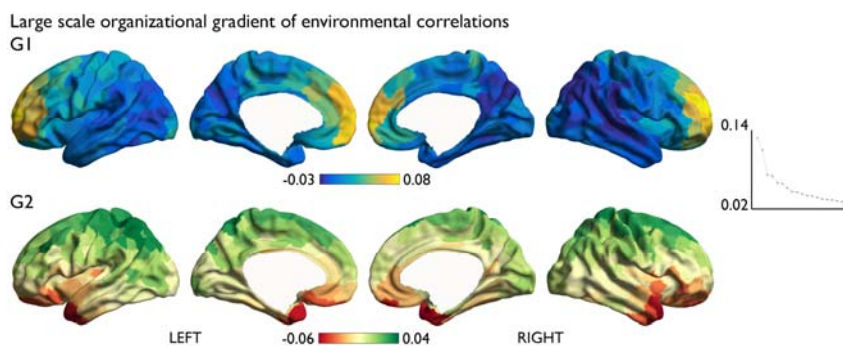 Large scale organizational gradient of environmental correlations
G1
0.14
-0.03 0.08
G2
0.02
-0.06 0.04
LEFT RIGHT